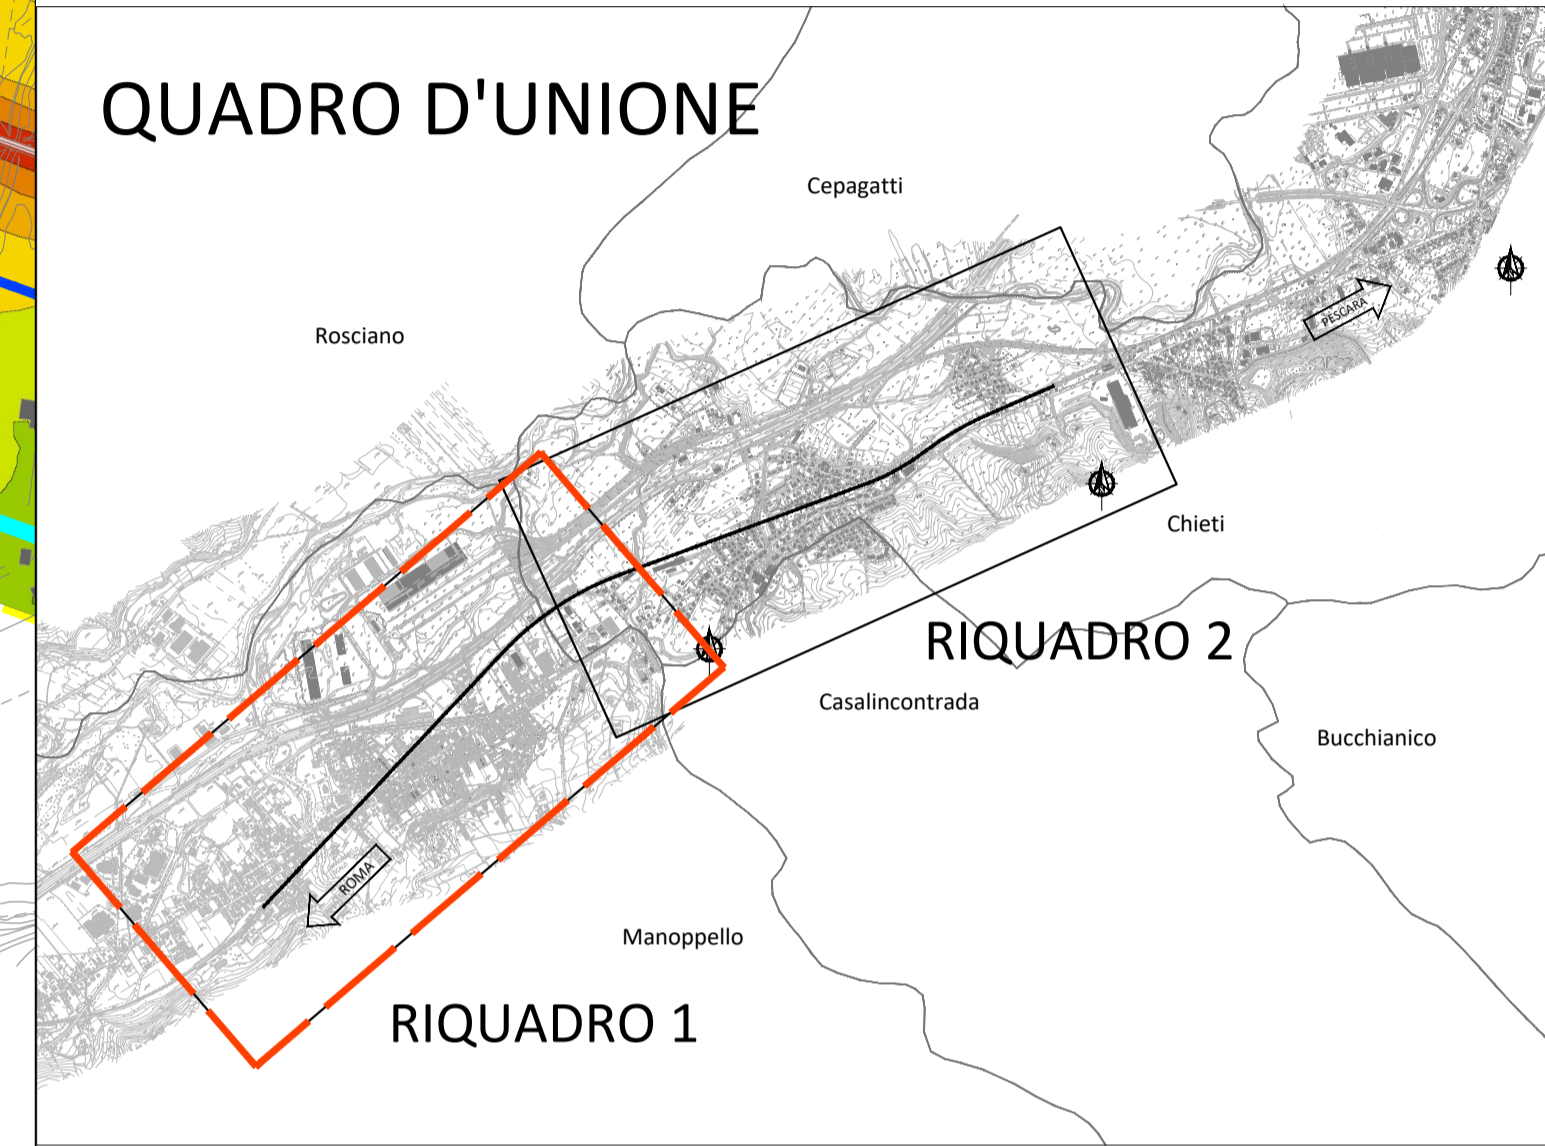 QUADRO D'UNIONE
Cepagatti
Rosciano
PESCARA
Chieti
RIQUADRO 2
Casalincontrada
Bucchianico
ROMA
Manoppello
RIQUADRO 1